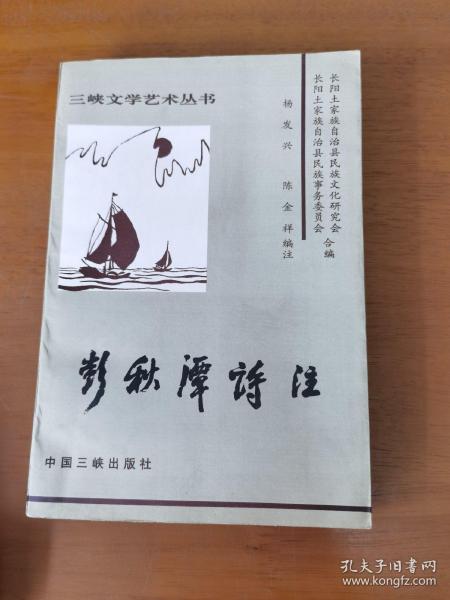 三峡文学艺术丛书
长阳土家族自治县民族文化研究会
长阳土家族自治县民族事务委员会
合编
杨发兴 陈金祥编注
彭秋潭诗注
中国三峡出版社
孔夫子旧书网
www.kongfz.com